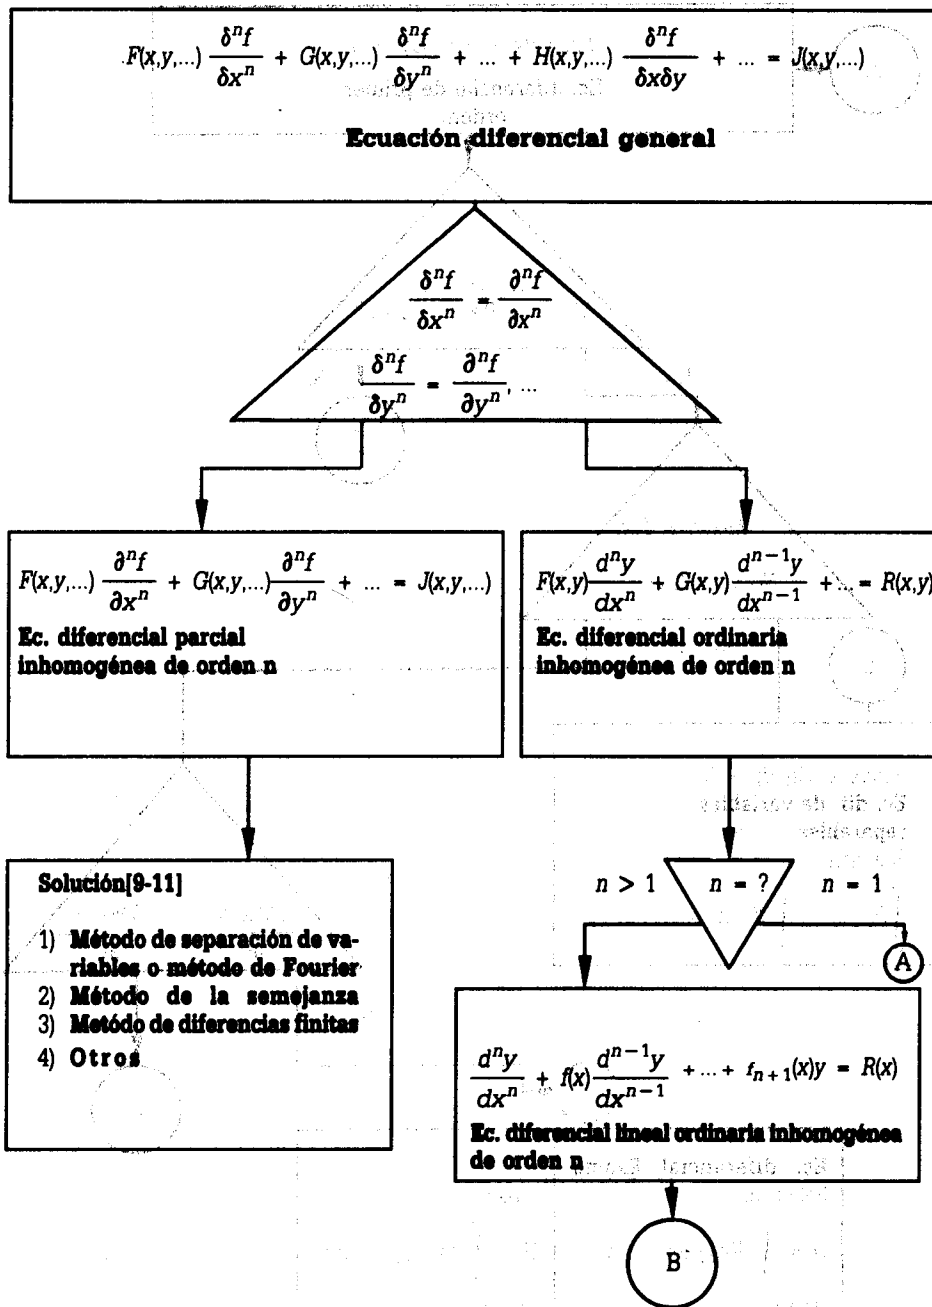 F(x,y,...) δⁿf/δxⁿ + G(x,y,...) δⁿf/δyⁿ + ... + H(x,y,...) δⁿf/δxδy + ... = J(x,y,...)
Ecuación diferencial general
δⁿf/δxⁿ = ∂ⁿf/∂xⁿ
δⁿf/δyⁿ = ∂ⁿf/∂yⁿ, ...
F(x,y,...) ∂ⁿf/∂xⁿ + G(x,y,...) ∂ⁿf/∂yⁿ + ... = J(x,y,...)
Ec. diferencial parcial
inhomogénea de orden n
F(x,y) dⁿy/dxⁿ + G(x,y) dⁿ⁻¹y/dxⁿ⁻¹ + ... = R(x,y)
Ec. diferencial ordinaria
inhomogénea de orden n
Solución[9-11]
1) Método de separación de va-
riables o método de Fourier
2) Método de la semejanza
3) Metódo de diferencias finitas
4) Otros
n > 1 n = ? n = 1
A
dⁿy/dxⁿ + f(x) dⁿ⁻¹y/dxⁿ⁻¹ + ... + fₙ₊₁(x)y = R(x)
Ec. diferencial lineal ordinaria inhomogénea
de orden n
B